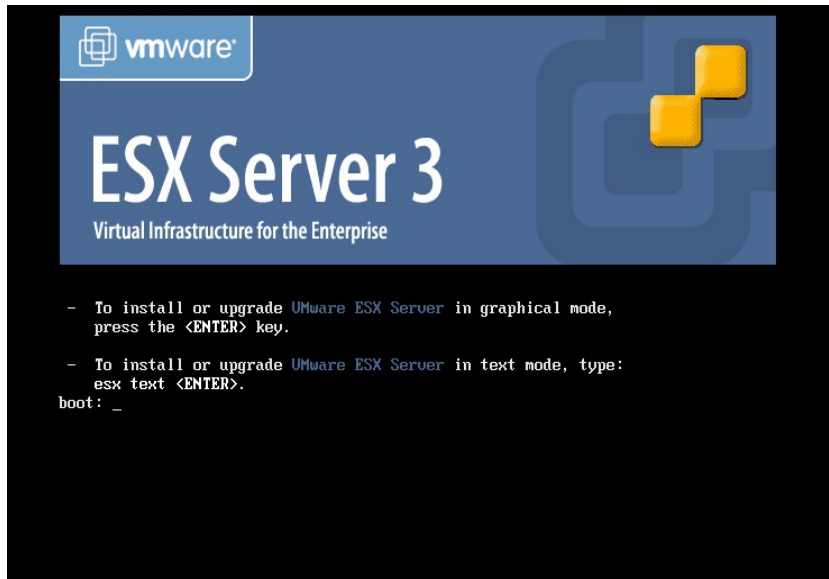 vmware
ESX Server 3
Virtual Infrastructure for the Enterprise
- To install or upgrade VMware ESX Server in graphical mode,
press the <ENTER> key.
- To install or upgrade VMware ESX Server in text mode, type:
esx text <ENTER>.
boot: _